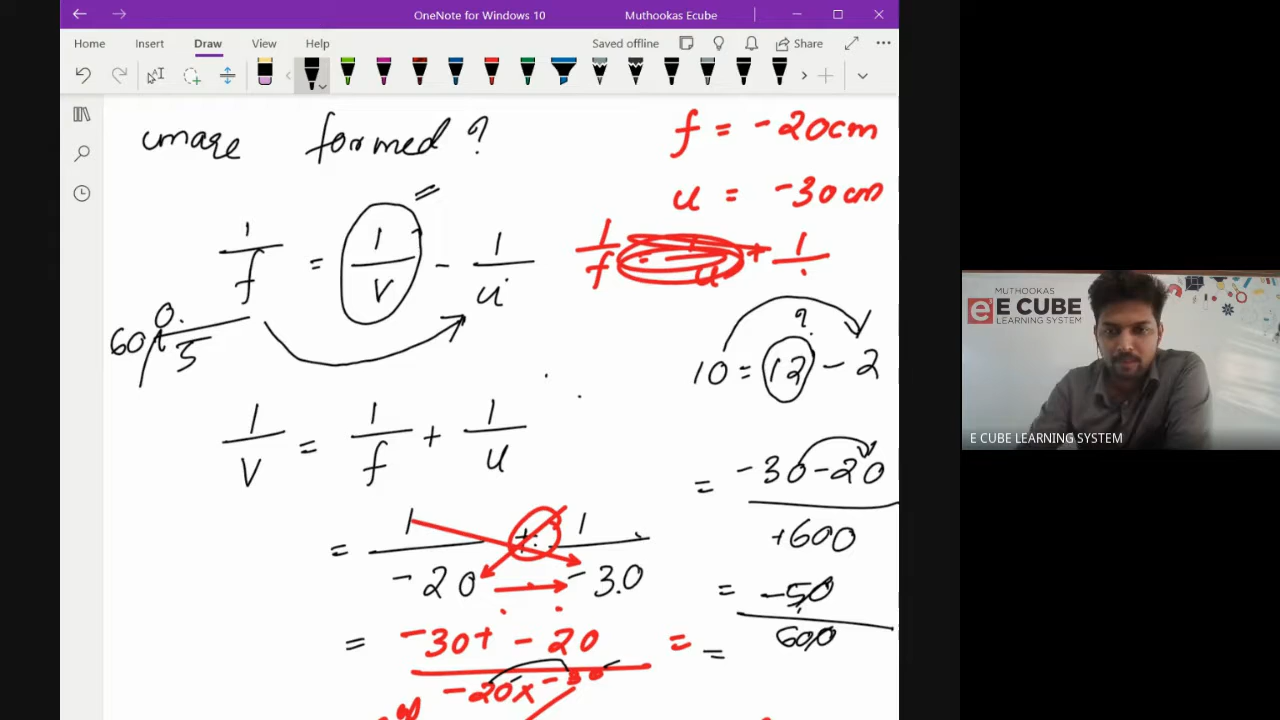 OneNote for Windows 10
Muthookas Ecube
Home Insert Draw View Help
Saved offline
Share
formed ?
f = -20cm
u = -30cm
1/f = 1/v - 1/u
1/f + 1/
u
60
5
?
10 = 12 - 2
1/v = 1/f + 1/u
= 1/-20 + 1/-30
= -30-20/+600
= -50/600
= -30+ -20/-20x-30 =
=
MUTHOOKAS
e E CUBE
LEARNING SYSTEM
E CUBE LEARNING SYSTEM